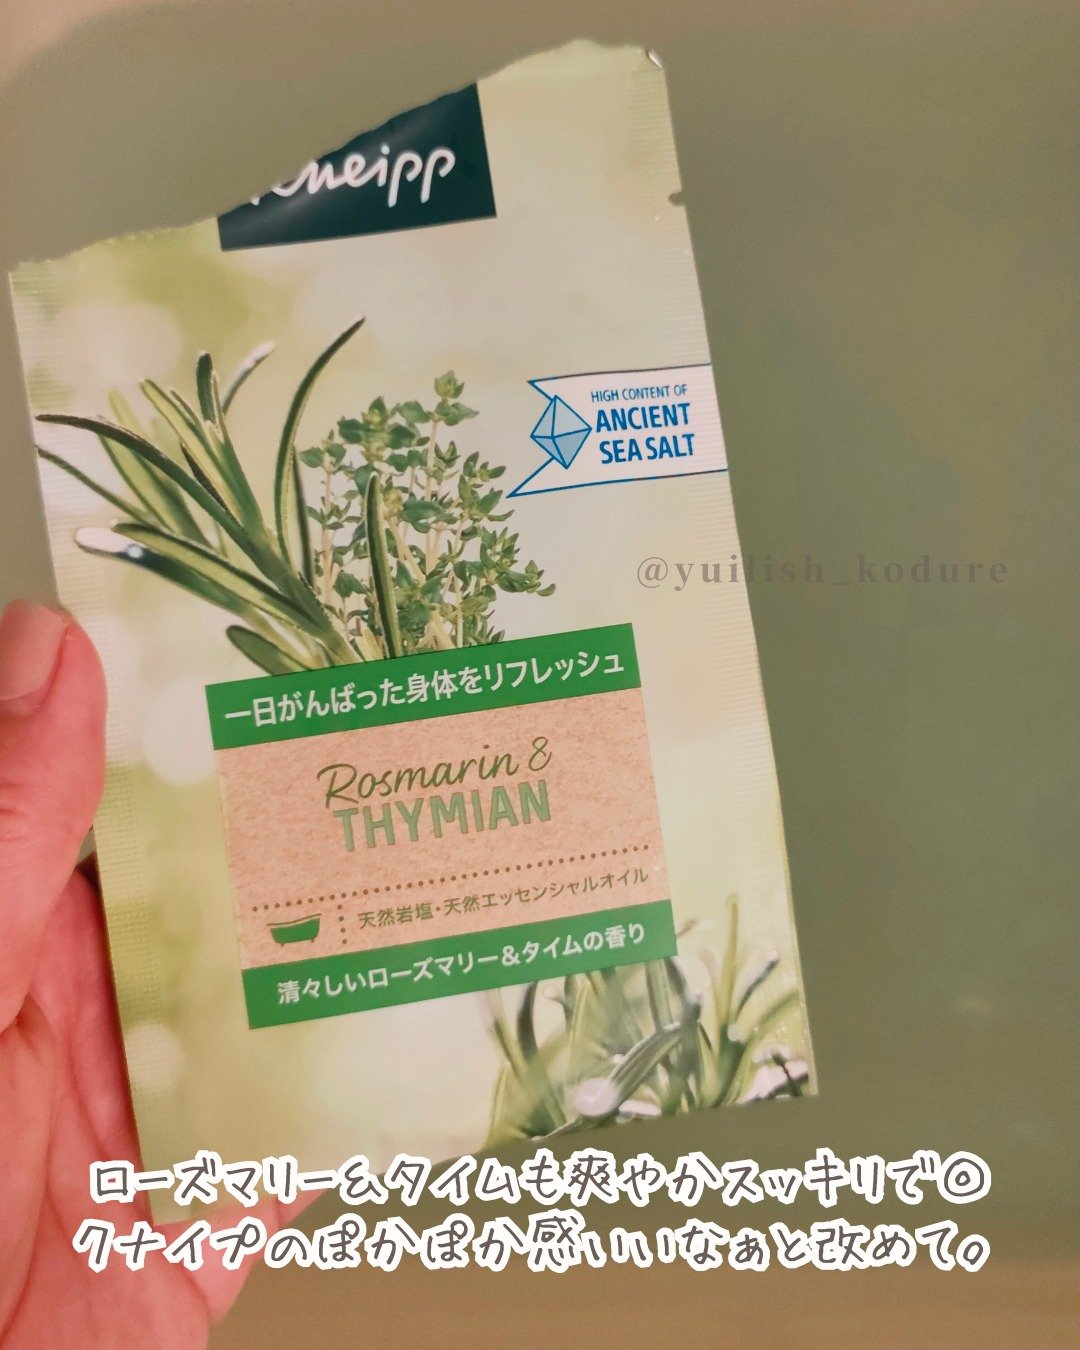 Kneipp
HIGH CONTENT OF
ANCIENT
SEA SALT
@yuilish_kodure
一日がんばった身体をリフレッシュ
Rosmarin &
THYMIAN
天然岩塩・天然エッセンシャルオイル
清々しいローズマリー&タイムの香り
ローズマリー&タイムも爽やかスッキリで◎
クナイプのぽかぽか感いいなぁと改めて。